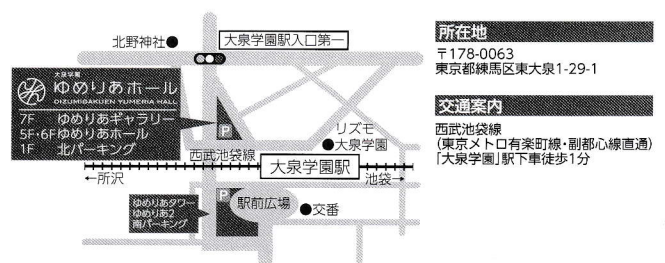 北野神社
大泉学園駅入口第一
大泉学園
ゆめりあホール
OIZUMIGAKUEN YUMERIA HALL
7F ゆめりあギャラリー
5F・6F ゆめりあホール
1F 北パーキング
P
リズモ
大泉学園
西武池袋線
大泉学園駅
←所沢
池袋→
ゆめりあタワー
ゆめりあ2
南パーキング
P
駅前広場
交番
所在地
〒178-0063
東京都練馬区東大泉1-29-1
交通案内
西武池袋線
(東京メトロ有楽町線・副都心線直通)
「大泉学園」駅下車徒歩1分